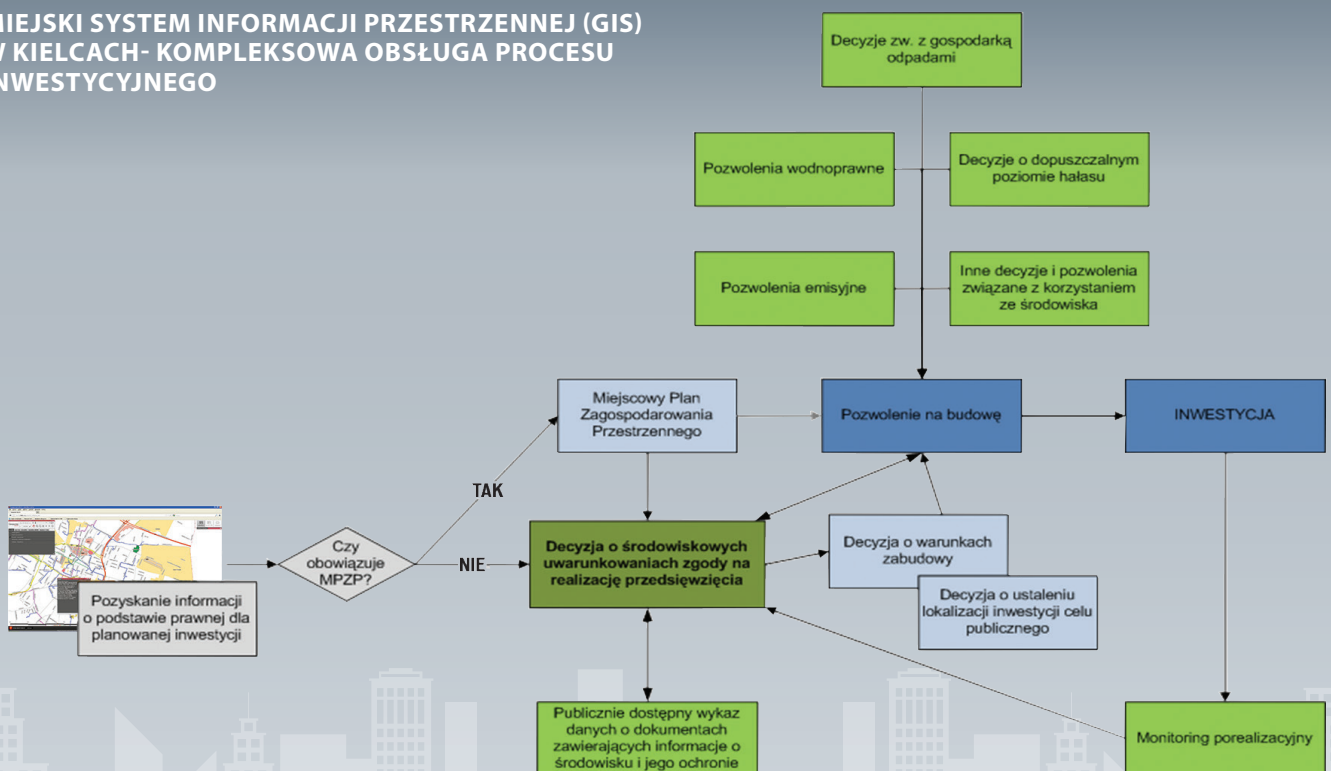 MIEJSKI SYSTEM INFORMACJI PRZESTRZENNEJ (GIS)
W KIELCACH- KOMPLEKSOWA OBSŁUGA PROCESU
INWESTYCYJNEGO
Decyzje zw. z gospodarką
odpadami
Pozwolenia wodnoprawne
Decyzje o dopuszczalnym
poziomie hałasu
Pozwolenia emisyjne
Inne decyzje i pozwolenia
związane z korzystaniem
ze środowiska
Miejscowy Plan
Zagospodarowania
Przestrzennego
Pozwolenie na budowę
INWESTYCJA
TAK
Czy
obowiązuje
MPZP?
NIE
Decyzja o środowiskowych
uwarunkowaniach zgody na
realizację przedsięwzięcia
Decyzja o warunkach
zabudowy
Decyzja o ustaleniu
lokalizacji inwestycji celu
publicznego
Pozyskanie informacji
o podstawie prawnej dla
planowanej inwestycji
Publicznie dostępny wykaz
danych o dokumentach
zawierających informacje o
środowisku i jego ochronie
Monitoring porealizacyjny